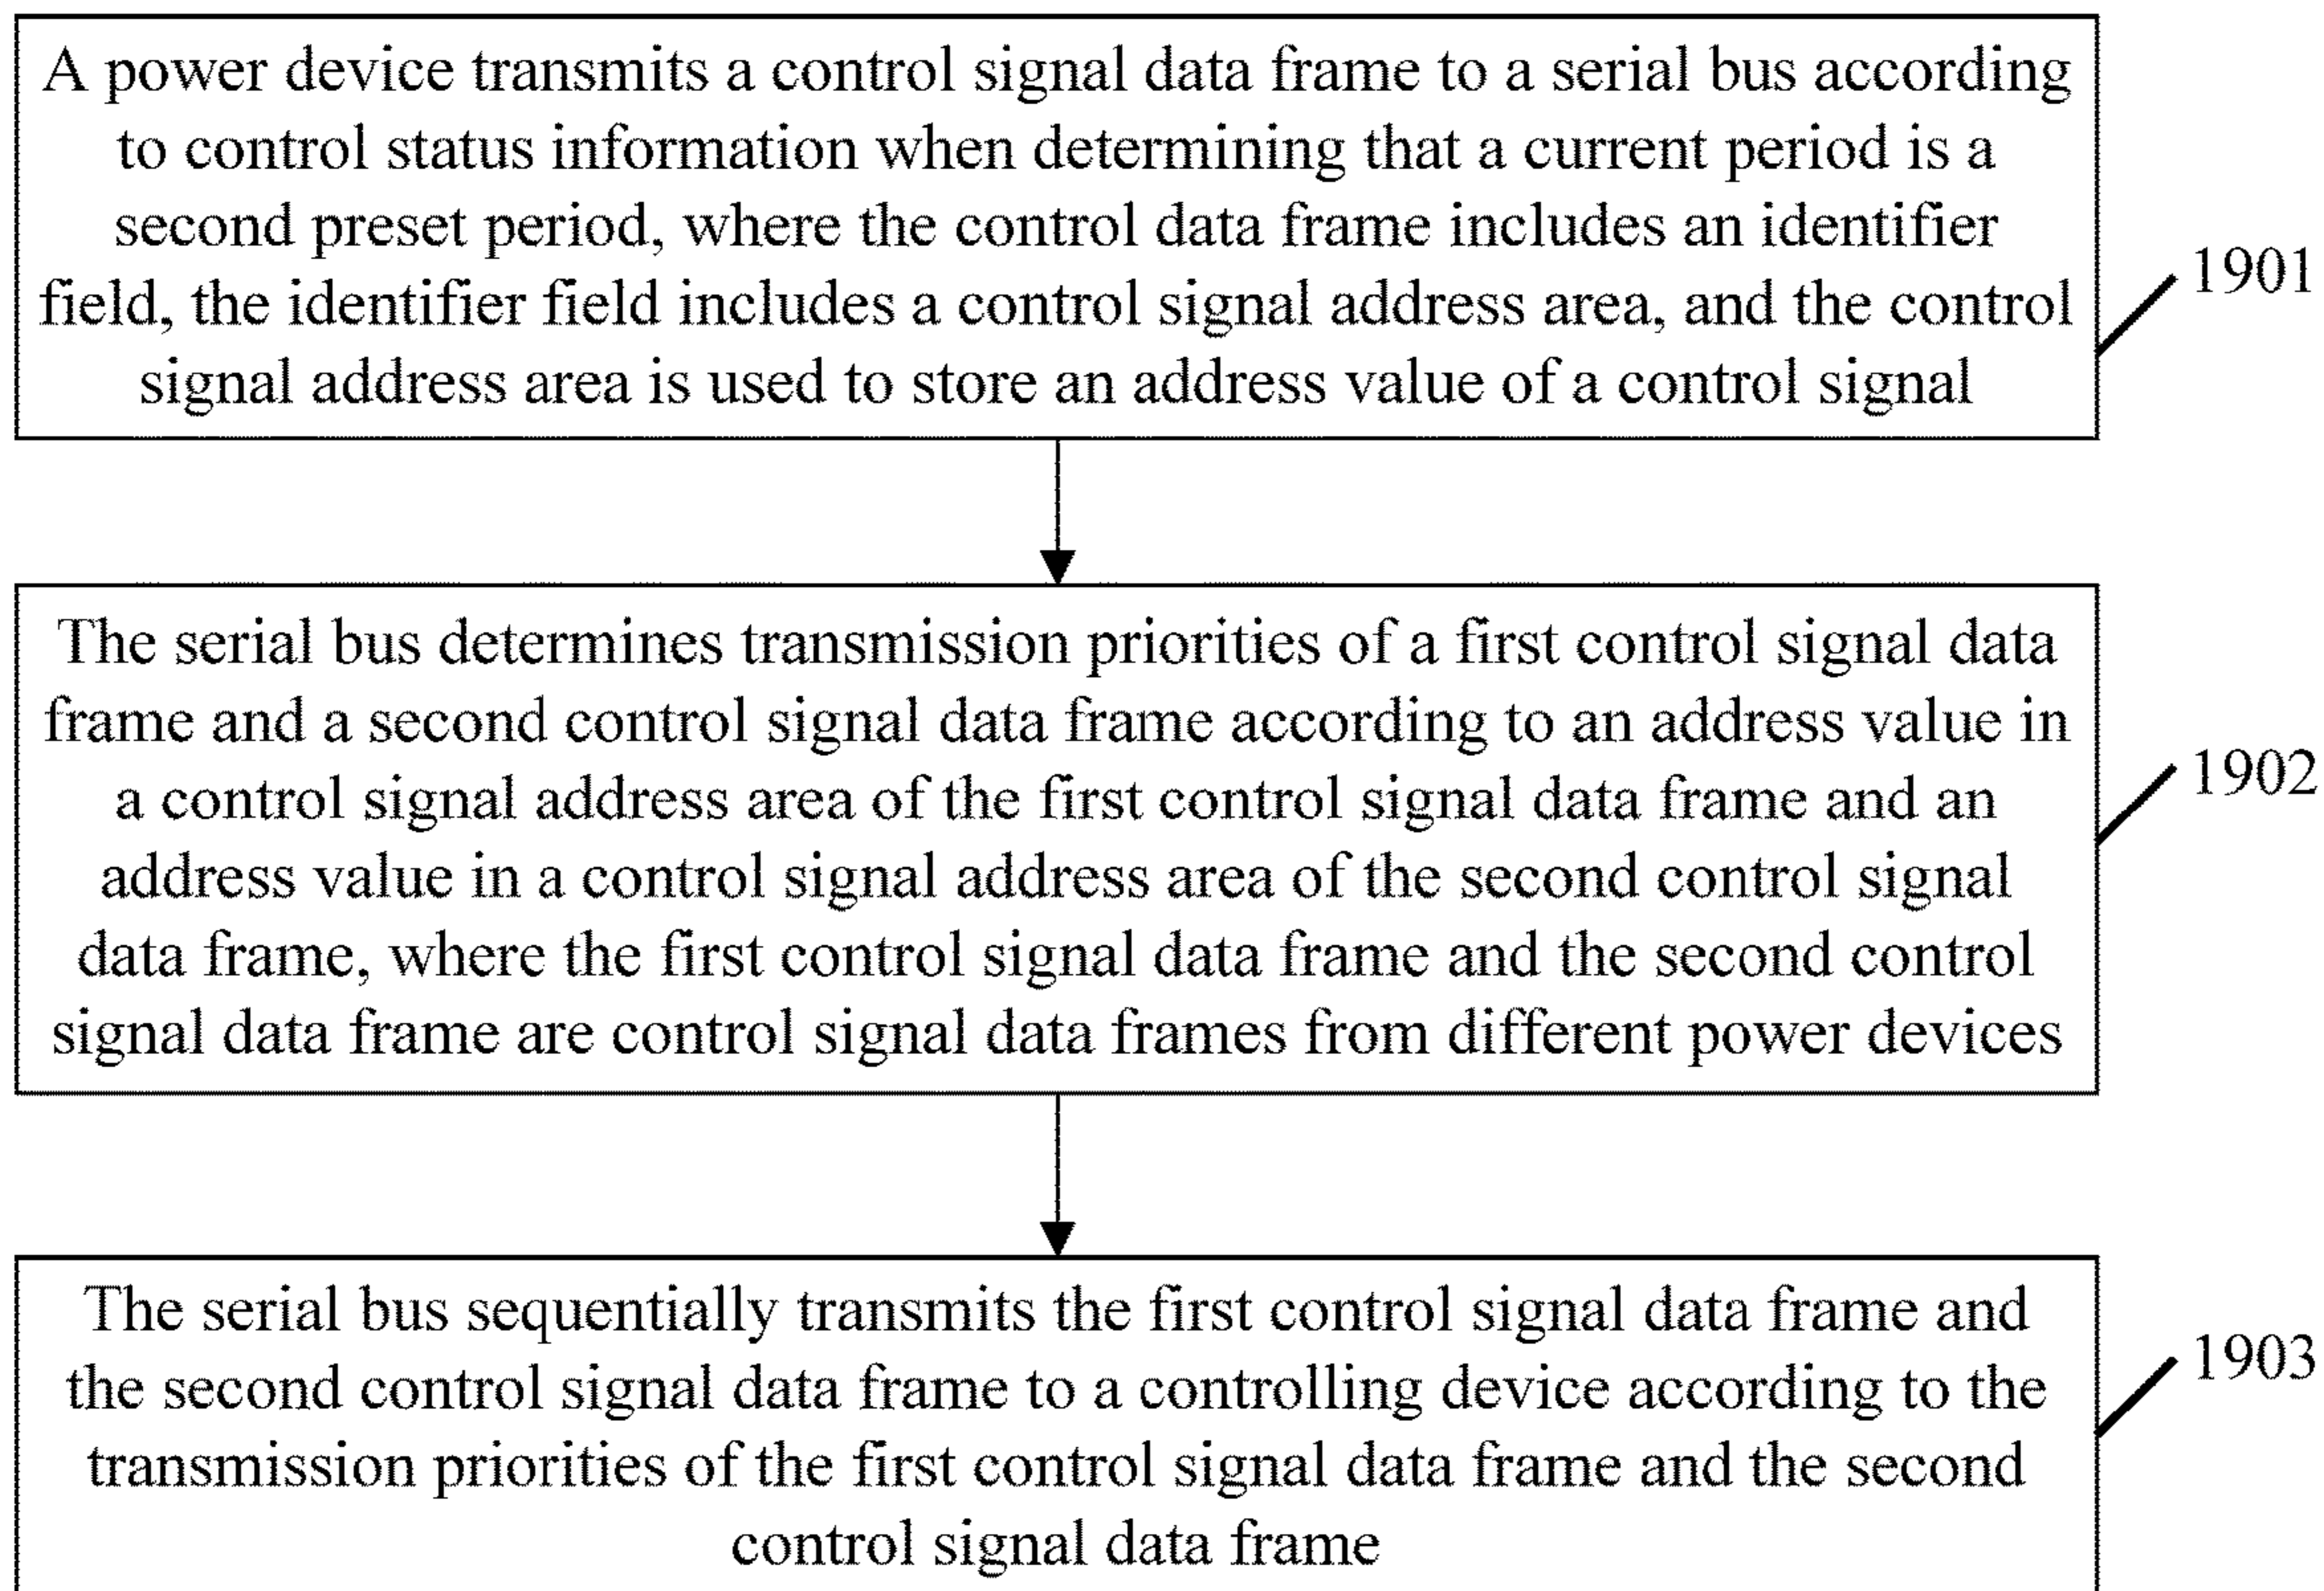 A power device transmits a control signal data frame to a serial bus according
to control status information when determining that a current period is a
second preset period, where the control data frame includes an identifier
field, the identifier field includes a control signal address area, and the control
signal address area is used to store an address value of a control signal
1901
The serial bus determines transmission priorities of a first control signal data
frame and a second control signal data frame according to an address value in
a control signal address area of the first control signal data frame and an
address value in a control signal address area of the second control signal
data frame, where the first control signal data frame and the second control
signal data frame are control signal data frames from different power devices
1902
The serial bus sequentially transmits the first control signal data frame and
the second control signal data frame to a controlling device according to the
transmission priorities of the first control signal data frame and the second
control signal data frame
1903